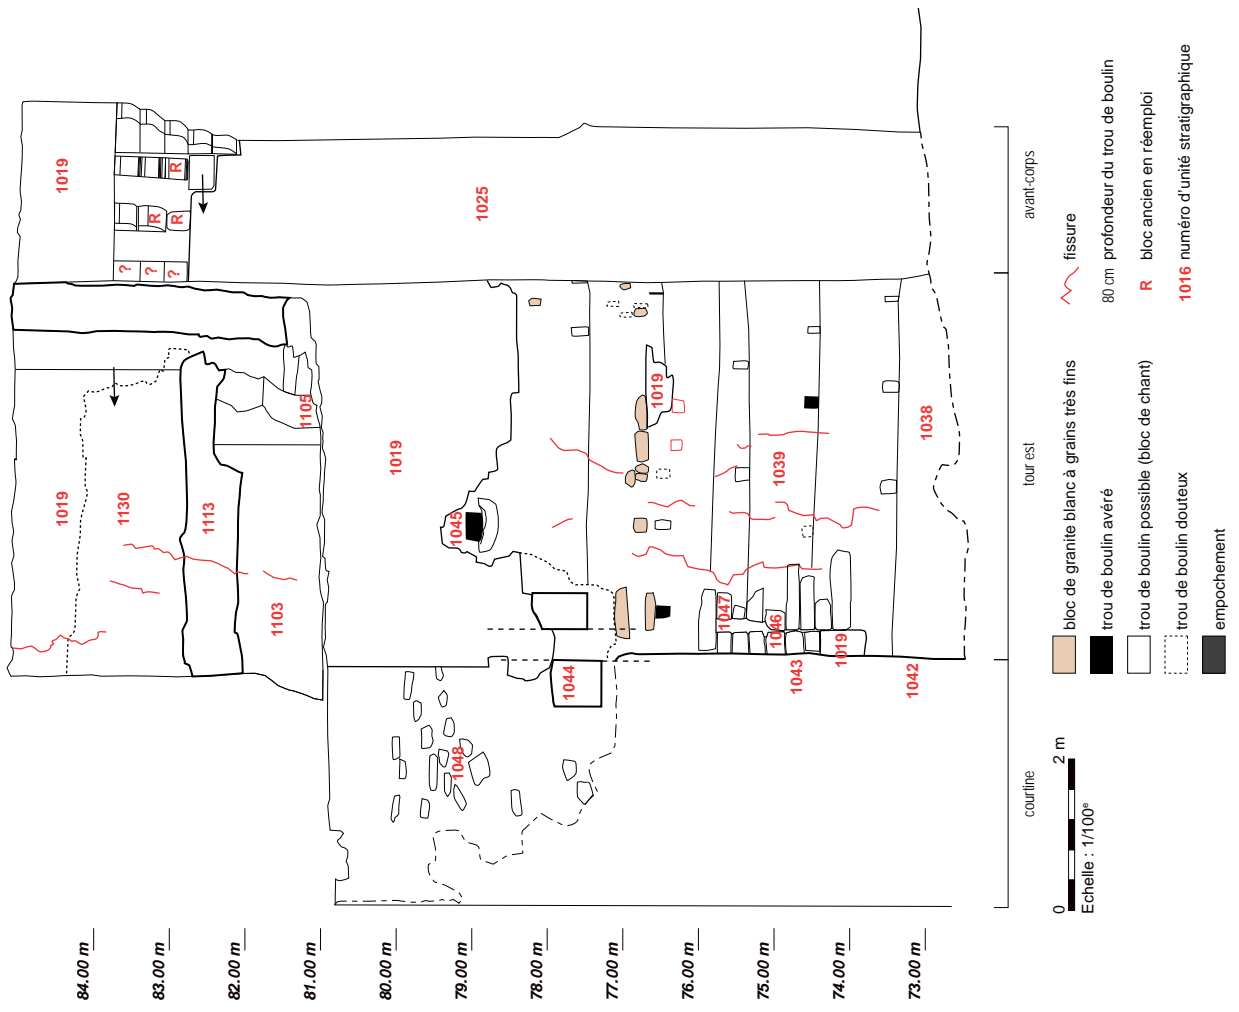 84.00 m
83.00 m
82.00 m
81.00 m
80.00 m
79.00 m
78.00 m
77.00 m
76.00 m
75.00 m
74.00 m
73.00 m
1019
1130
1113
1103
1105
1019
R
R
R
?
?
?
1025
1019
1045
1044
1048
1019
1039
1038
1047
1046
1019
1043
1042
courtine
tour est
avant-corps
0
2 m
Echelle : 1/100e
bloc de granite blanc à grains très fins
trou de boulin avéré
trou de boulin possible (bloc de chant)
trou de boulin douteux
empochement
fissure
80 cm profondeur du trou de boulin
R bloc ancien en réemploi
1016 numéro d'unité stratigraphique